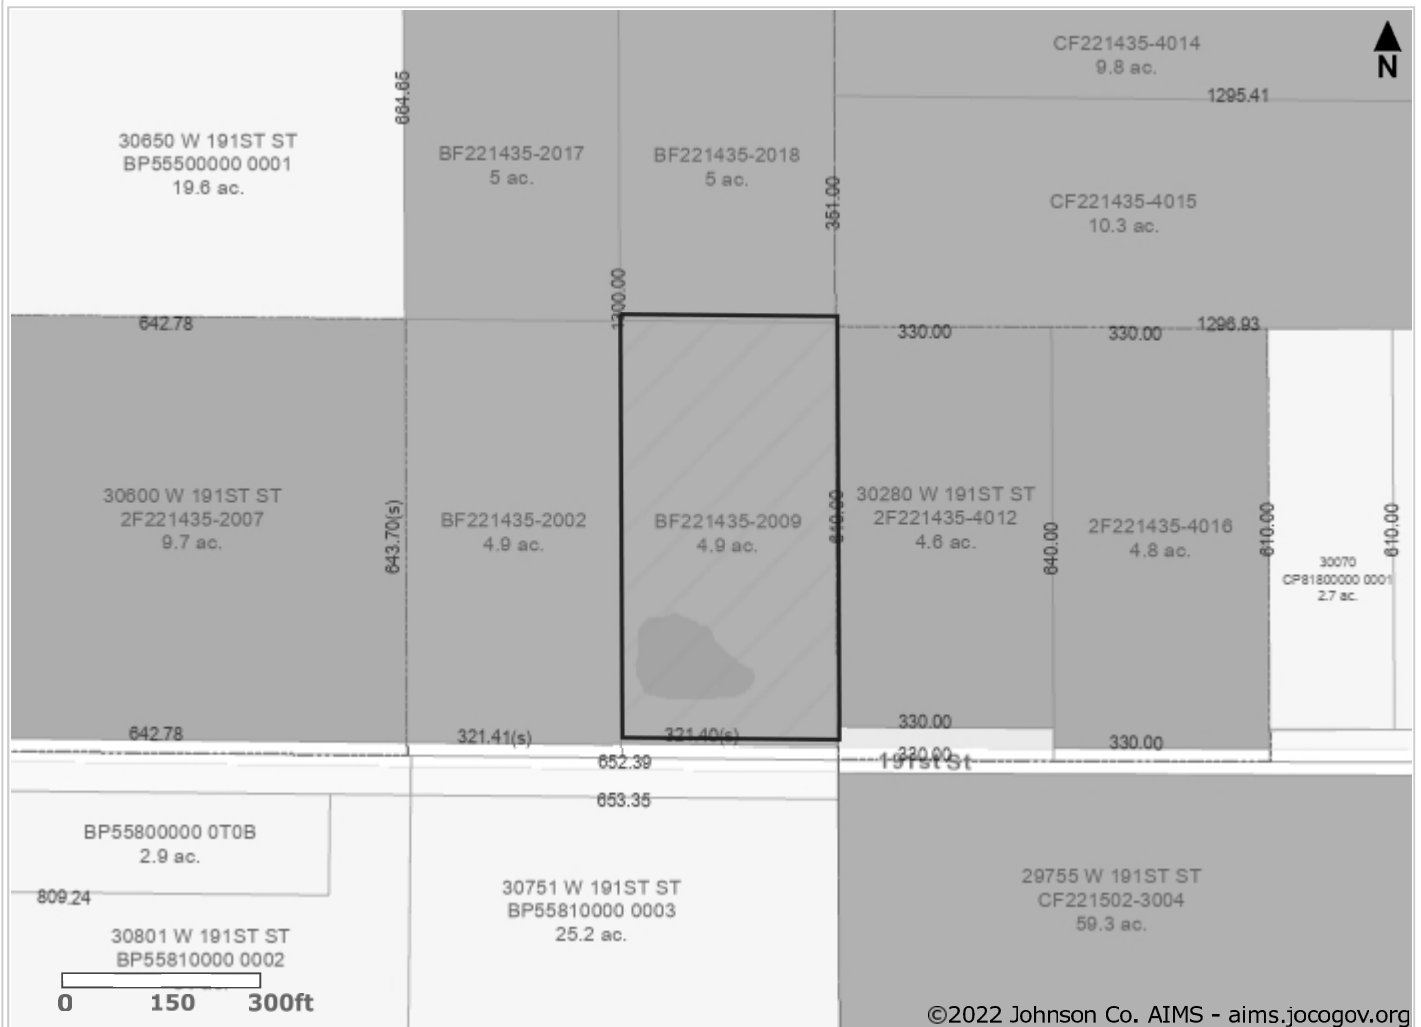 CF221435-4014
9.8 ac.
N
1295.41
664.65
30650 W 191ST ST
BP55500000 0001
19.6 ac.
BF221435-2017
5 ac.
BF221435-2018
5 ac.
351.00
CF221435-4015
10.3 ac.
642.78
330.00
330.00
1296.93
30600 W 191ST ST
2F221435-2007
9.7 ac.
643.70(s)
BF221435-2002
4.9 ac.
BF221435-2009
4.9 ac.
610.00
30280 W 191ST ST
2F221435-4012
4.6 ac.
640.00
2F221435-4016
4.8 ac.
610.00
30070
CP81800000 0001
2.7 ac.
610.00
642.78
321.41(s)
321.40(s)
330.00
330.00
330.00
191st St
652.39
653.35
BP55800000 0T0B
2.9 ac.
809.24
30751 W 191ST ST
BP55810000 0003
25.2 ac.
29755 W 191ST ST
CF221502-3004
59.3 ac.
30801 W 191ST ST
BP55810000 0002
0 150 300ft
©2022 Johnson Co. AIMS - aims.jocogov.org